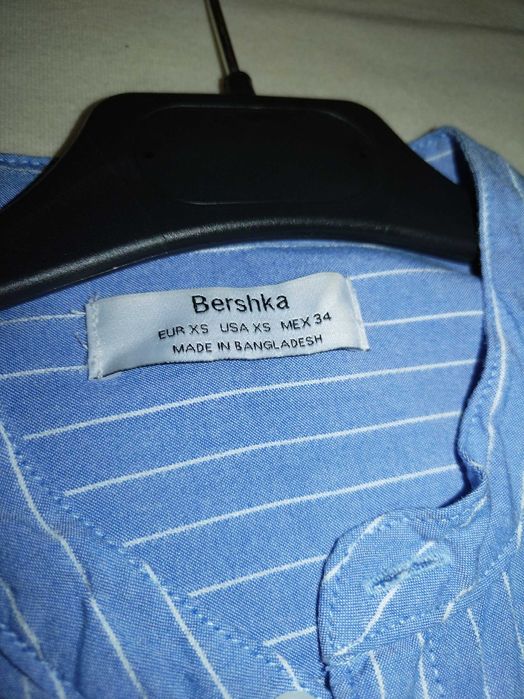 Bershka
EUR XS USA XS MEX 34
MADE IN BANGLADESH